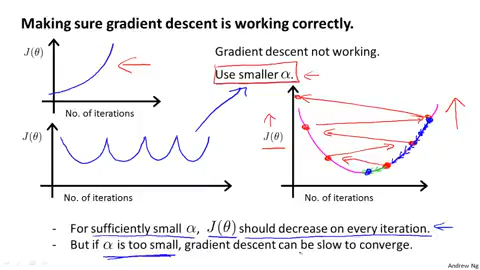 Making sure gradient descent is working correctly.
J(θ)
No. of iterations
Gradient descent not working.
Use smaller α.
J(θ)
No. of iterations
J(θ)
No. of iterations
- For sufficiently small α, J(θ) should decrease on every iteration.
- But if α is too small, gradient descent can be slow to converge.
Andrew Ng